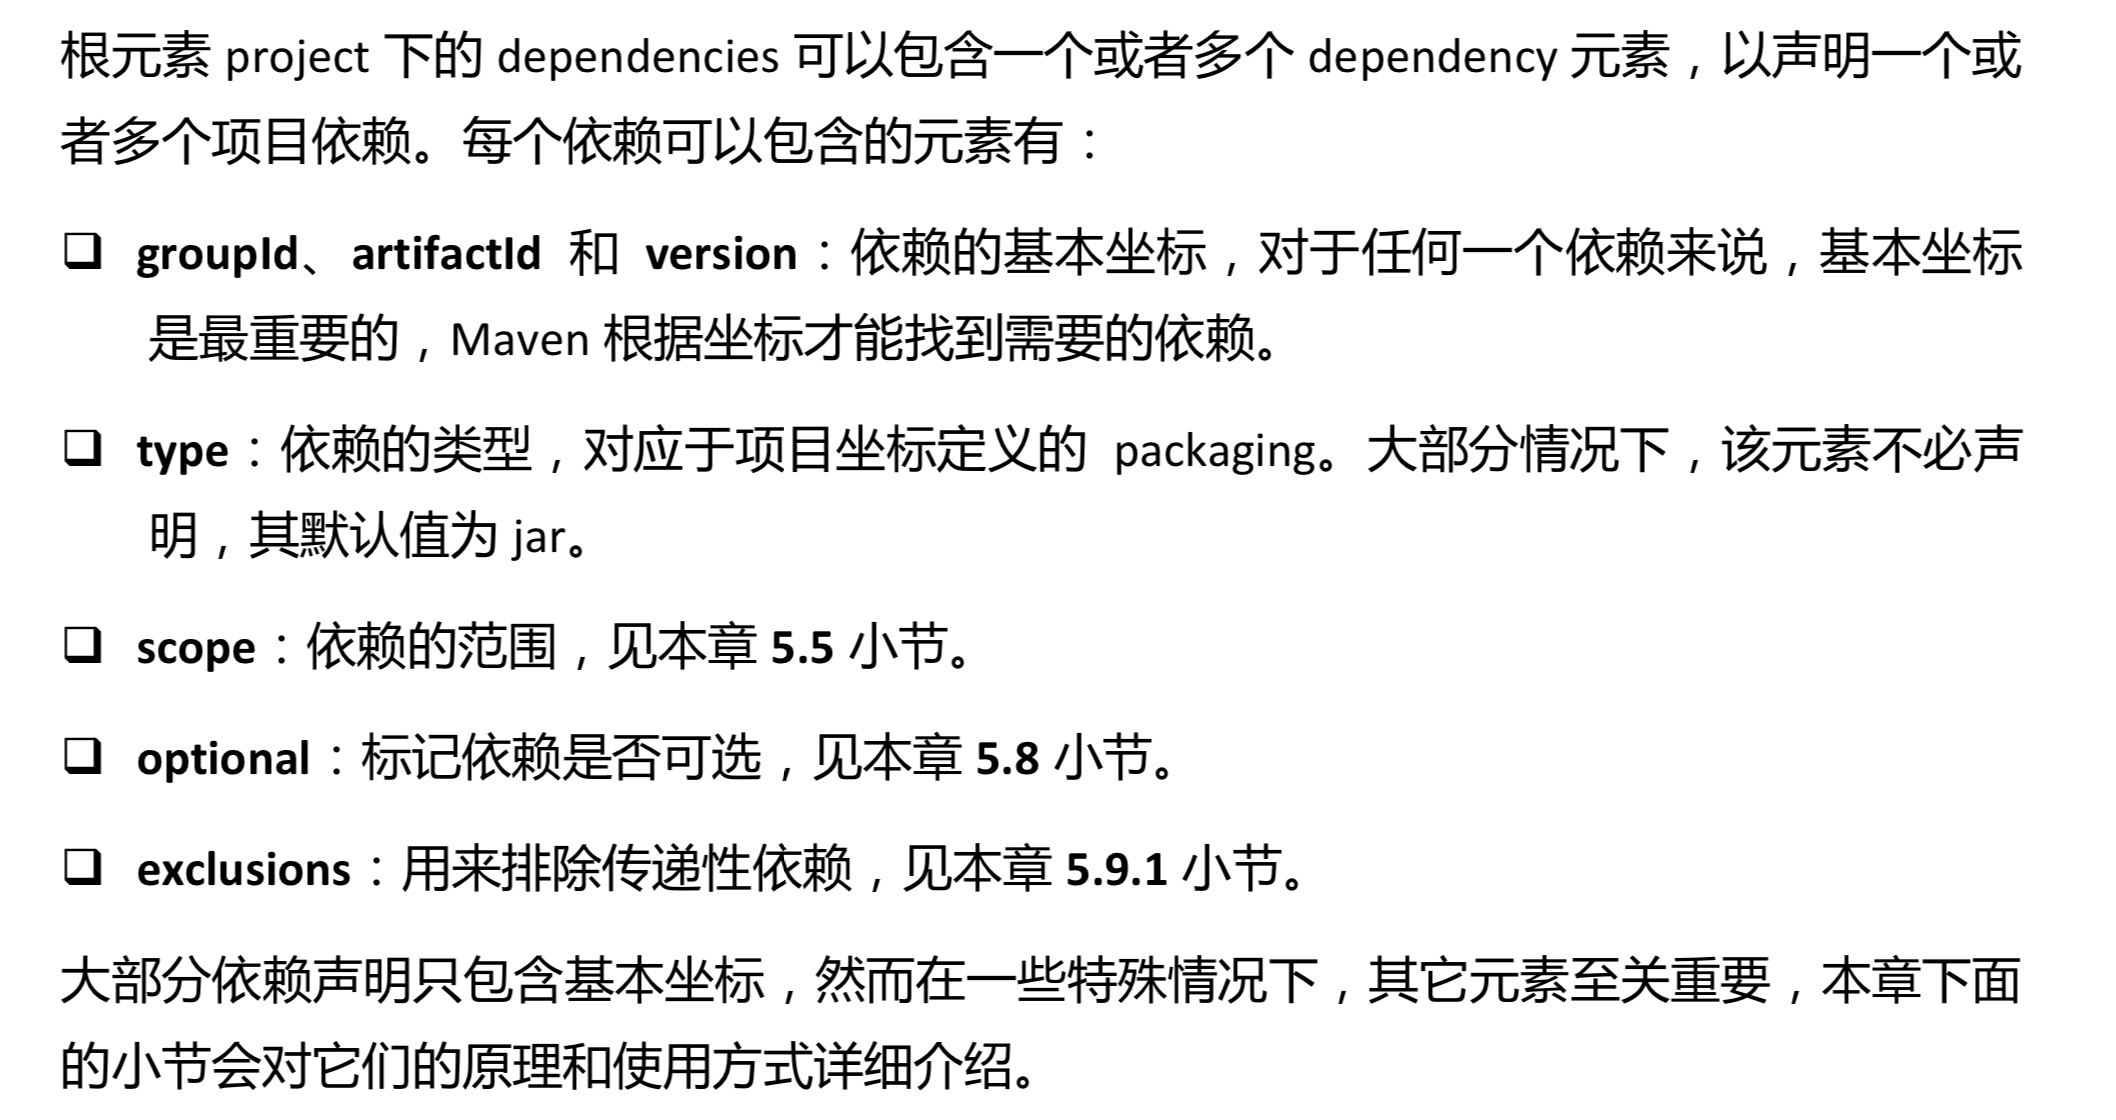 根元素 project 下的 dependencies 可以包含一个或者多个 dependency 元素，以声明一个或
者多个项目依赖。每个依赖可以包含的元素有：
❑ groupId、artifactId 和 version：依赖的基本坐标，对于任何一个依赖来说，基本坐标
是最重要的，Maven 根据坐标才能找到需要的依赖。
❑ type：依赖的类型，对应于项目坐标定义的 packaging。大部分情况下，该元素不必声
明，其默认值为 jar。
❑ scope：依赖的范围，见本章 5.5 小节。
❑ optional：标记依赖是否可选，见本章 5.8 小节。
❑ exclusions：用来排除传递性依赖，见本章 5.9.1 小节。
大部分依赖声明只包含基本坐标，然而在一些特殊情况下，其它元素至关重要，本章下面
的小节会对它们的原理和使用方式详细介绍。